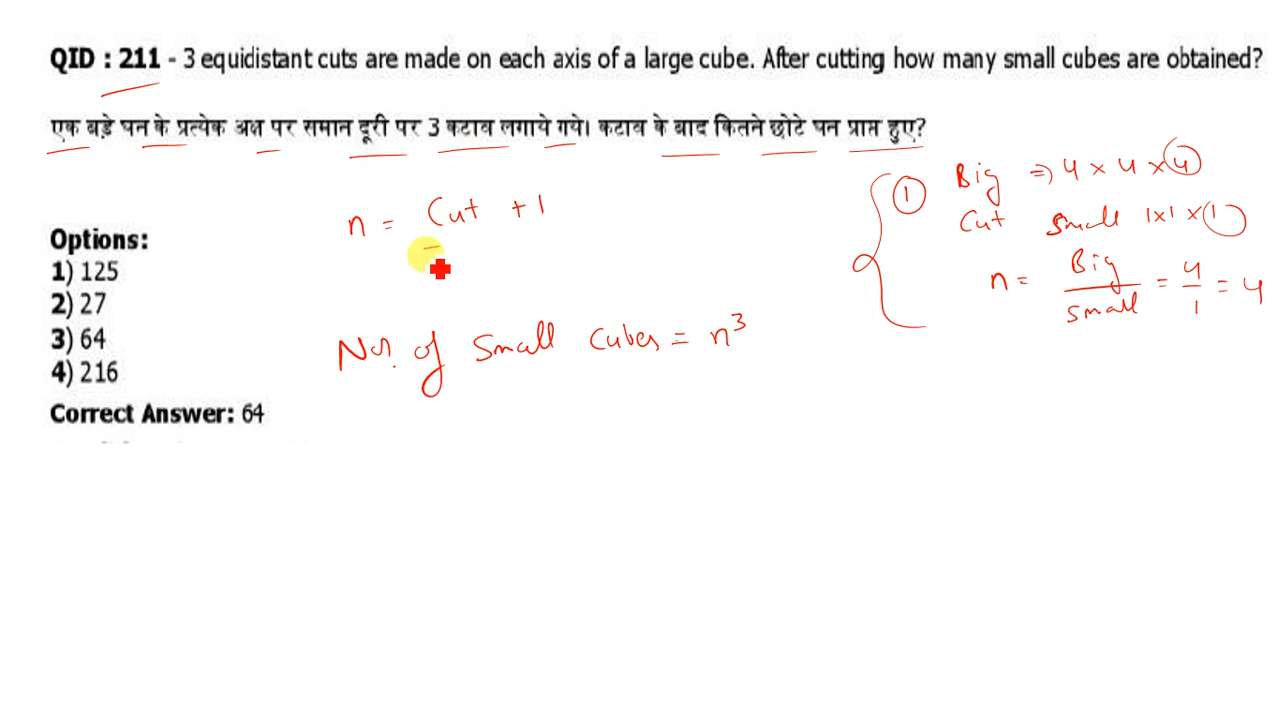 QID : 211 - 3 equidistant cuts are made on each axis of a large cube. After cutting how many small cubes are obtained?
एक बड़े घन के प्रत्येक अक्ष पर समान दूरी पर 3 कटाव लगाये गये। कटाव के बाद कितने छोटे घन प्राप्त हुए?
n = Cut + 1
No. of Small Cubes = n³
① Big ⇒ 4 × 4 × 4
Cut Small 1×1×1
n = Big/Small = 4/1 = 4
Options:
1) 125
2) 27
3) 64
4) 216
Correct Answer: 64